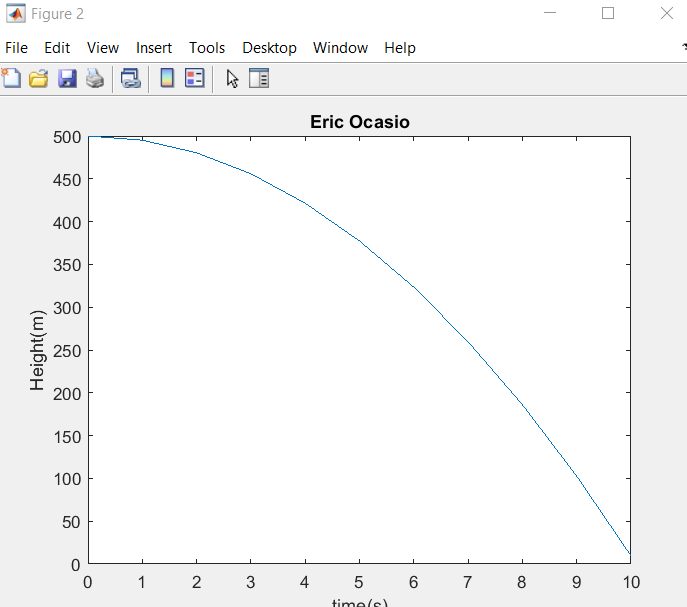 Figure 2
File Edit View Insert Tools Desktop Window Help
Eric Ocasio
500
450
400
350
300
250
200
150
100
50
0
Height(m)
0 1 2 3 4 5 6 7 8 9 10
time(s)